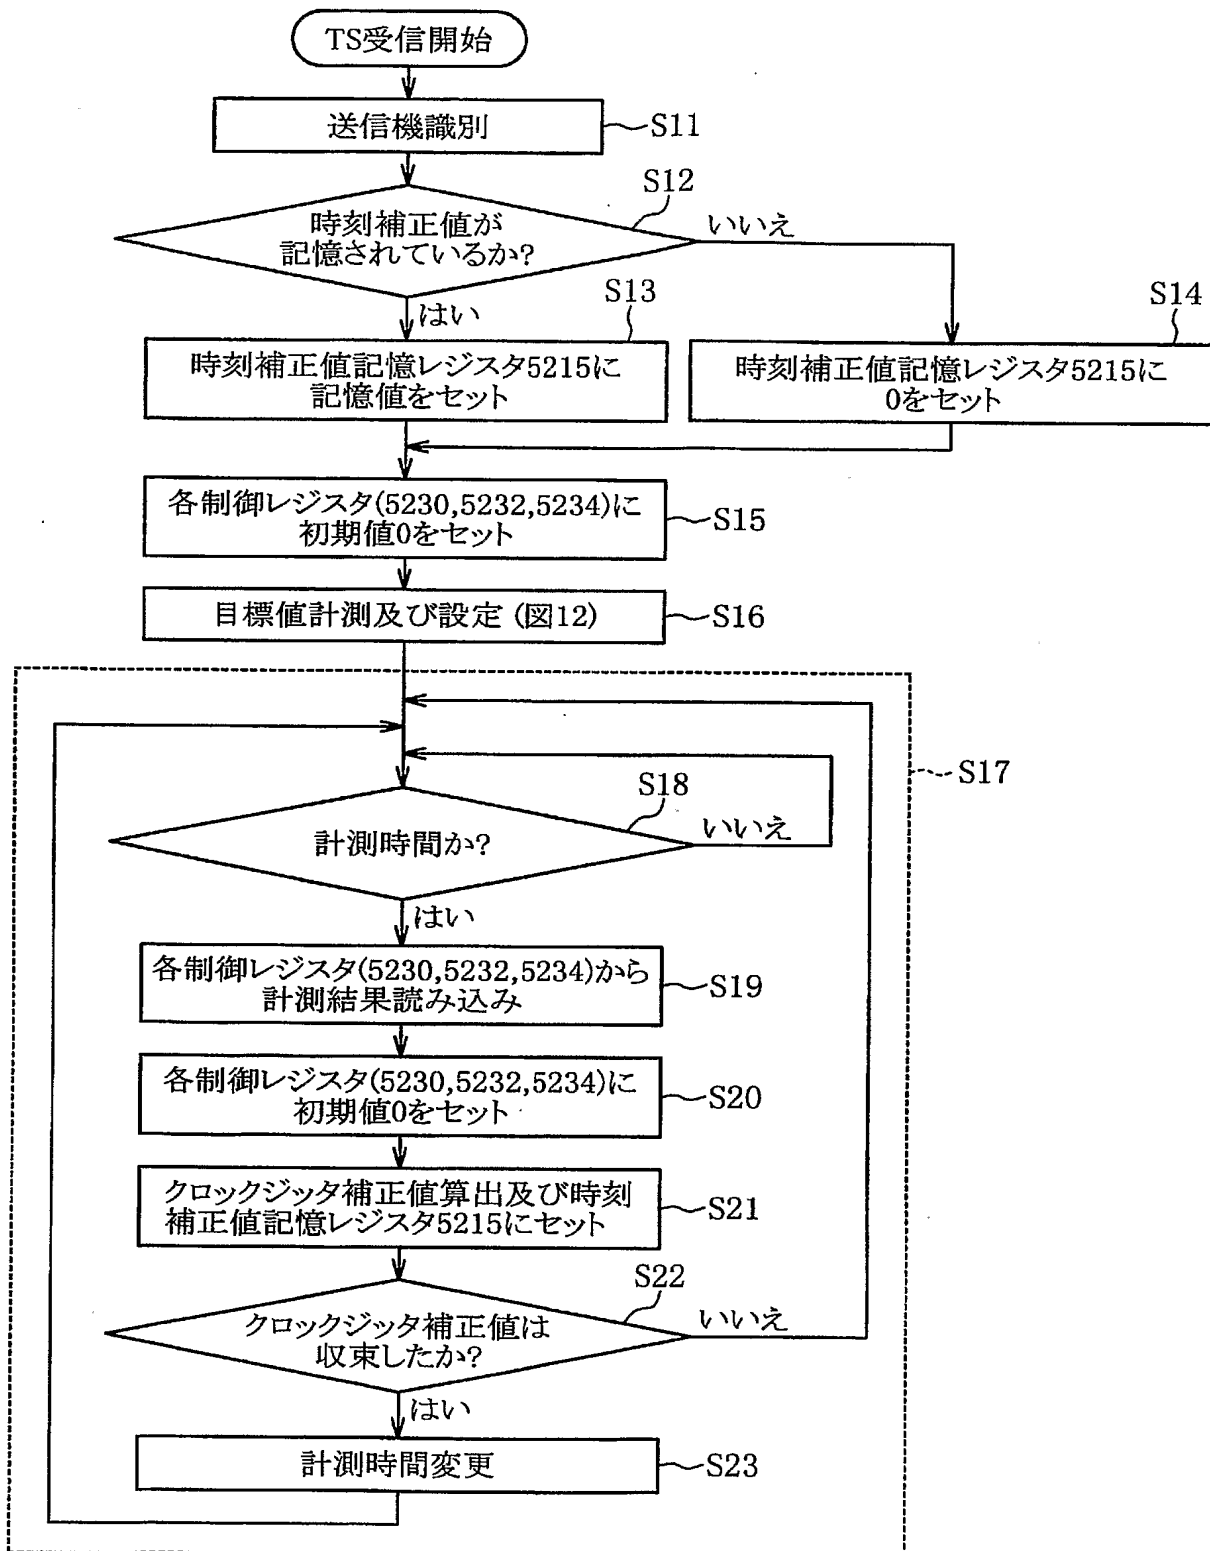 TS受信開始
送信機識別
S11
S12
時刻補正値が
記憶されているか?
いいえ
はい
S13
S14
時刻補正値記憶レジスタ5215に
記憶値をセット
時刻補正値記憶レジスタ5215に
0をセット
各制御レジスタ(5230,5232,5234)に
初期値0をセット
S15
目標値計測及び設定 (図12)
S16
S17
S18
計測時間か?
いいえ
はい
各制御レジスタ(5230,5232,5234)から
計測結果読み込み
S19
各制御レジスタ(5230,5232,5234)に
初期値0をセット
S20
クロックジッタ補正値算出及び時刻
補正値記憶レジスタ5215にセット
S21
S22
クロックジッタ補正値は
収束したか?
いいえ
はい
計測時間変更
S23